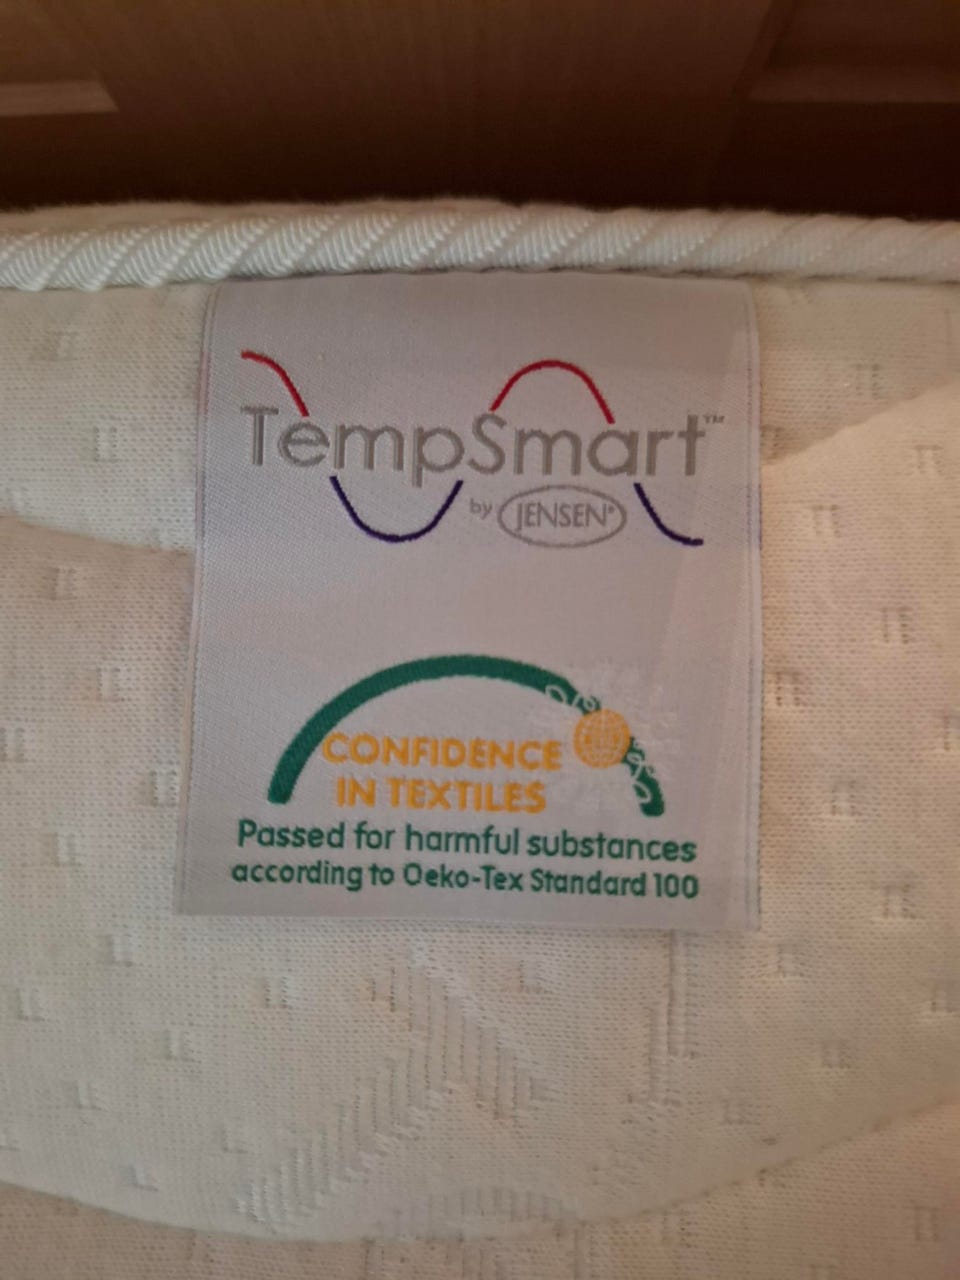 TempSmart™
by JENSEN®
CONFIDENCE
IN TEXTILES
Passed for harmful substances
according to Oeko-Tex Standard 100